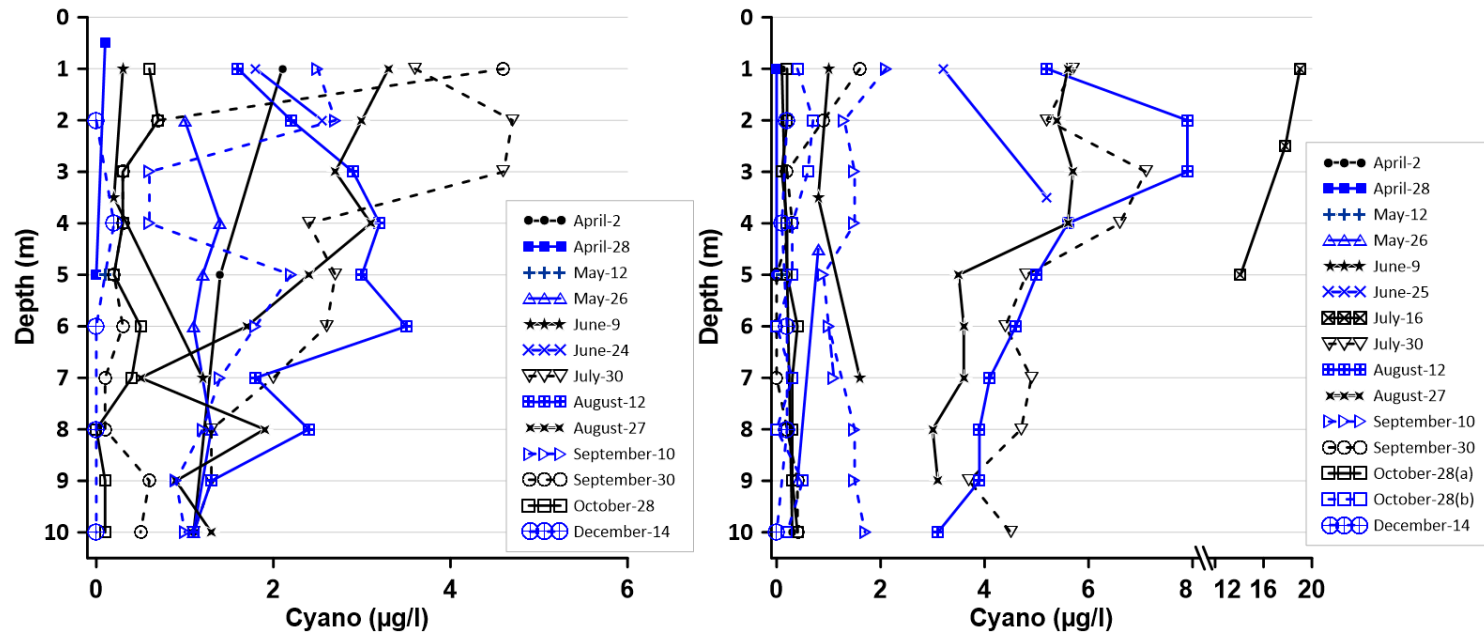 0
1
2
3
4
5
6
7
8
9
10
Depth (m)
0
2
4
6
Cyano (µg/l)
April-2
April-28
May-12
May-26
June-9
June-24
July-30
August-12
August-27
September-10
September-30
October-28
December-14
0
1
2
3
4
5
6
7
8
9
10
Depth (m)
0
2
4
6
8
12
16
20
Cyano (µg/l)
April-2
April-28
May-12
May-26
June-9
June-25
July-16
July-30
August-12
August-27
September-10
September-30
October-28(a)
October-28(b)
December-14